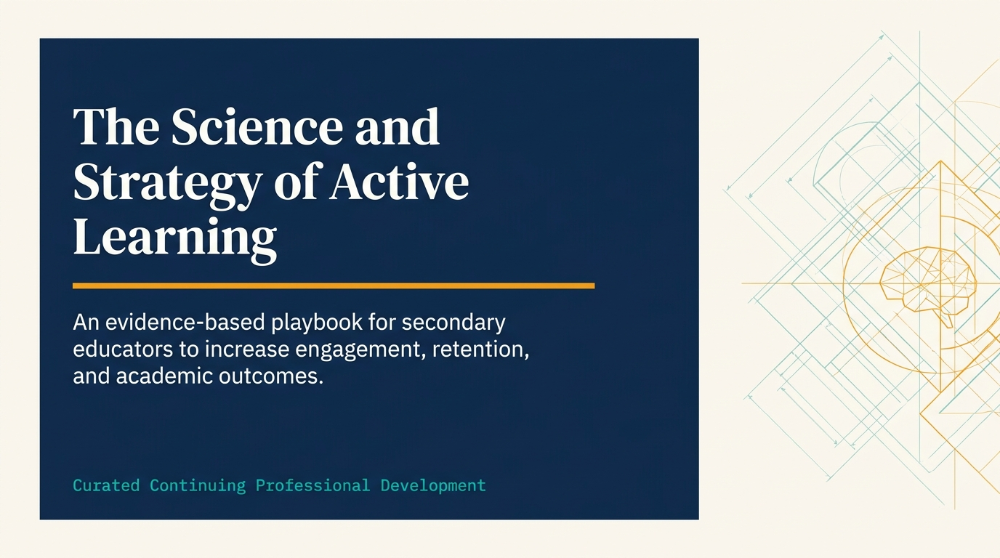 The Science and
Strategy of Active
Learning
An evidence-based playbook for secondary
educators to increase engagement, retention,
and academic outcomes.
Curated Continuing Professional Development